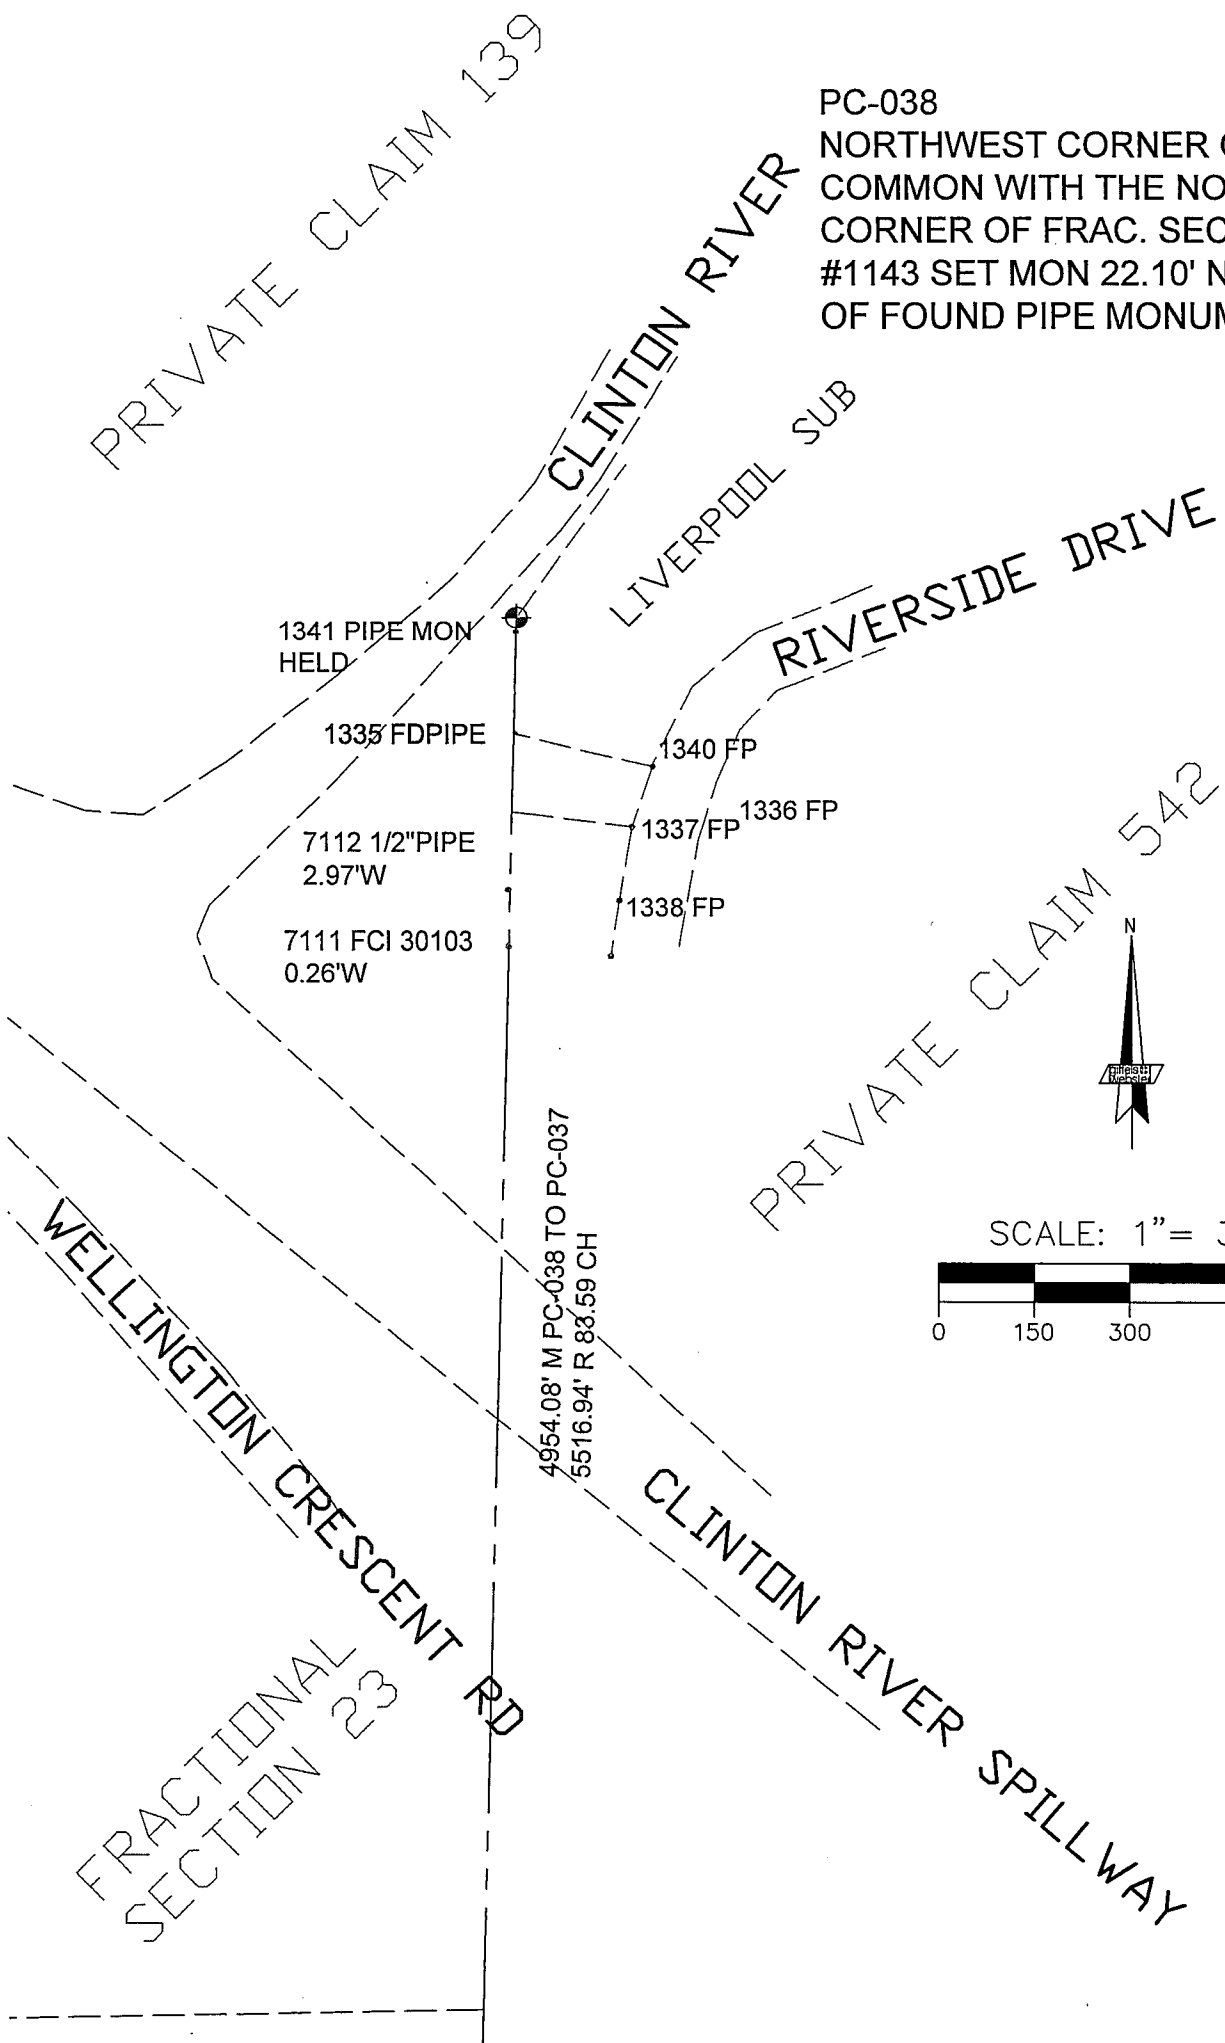 PRIVATE CLAIM 139
PC-038
NORTHWEST CORNER
COMMON WITH THE
CORNER OF FRAC.
#1143 SET MON 22.10'
OF FOUND PIPE
CLINTON RIVER
LIVERPOOL SUB
RIVERSIDE DRIVE
1341 PIPE MON
HELD
1335 FDPIPE
1340 FP
1336 FP
1337 FP
7112 1/2"PIPE
2.97'W
1338 FP
7111 FCI 30103
0.26'W
PRIVATE CLAIM 542
N
giffels
webster
4954.08' M PC-038 TO PC-037
5516.94' R 83.59 CH
SCALE: 1"=
0 150 300
WELLINGTON CRESCENT RD
CLINTON RIVER SPILLWAY
FRACTIONAL
SECTION 23